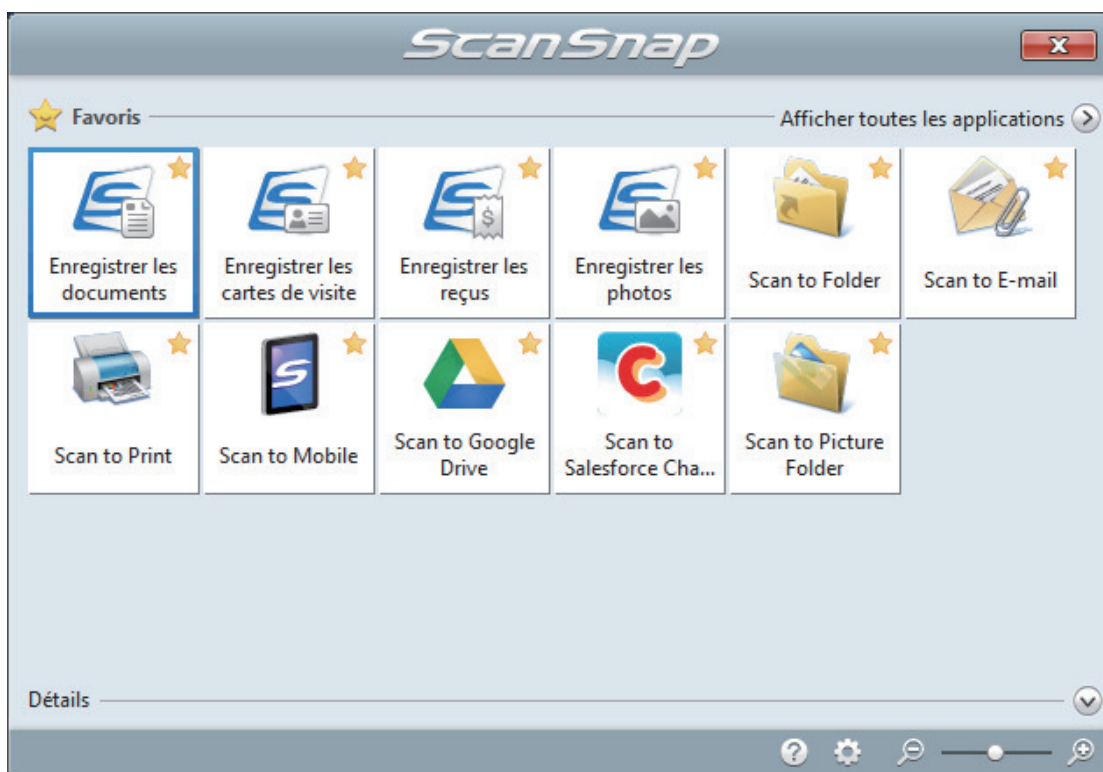 ScanSnap
Favoris
Afficher toutes les applications
Enregistrer les
documents
Enregistrer les
cartes de visite
Enregistrer les
reçus
Enregistrer les
photos
Scan to Folder
Scan to E-mail
Scan to Print
Scan to Mobile
Scan to Google
Drive
Scan to
Salesforce Cha...
Scan to Picture
Folder
Détails